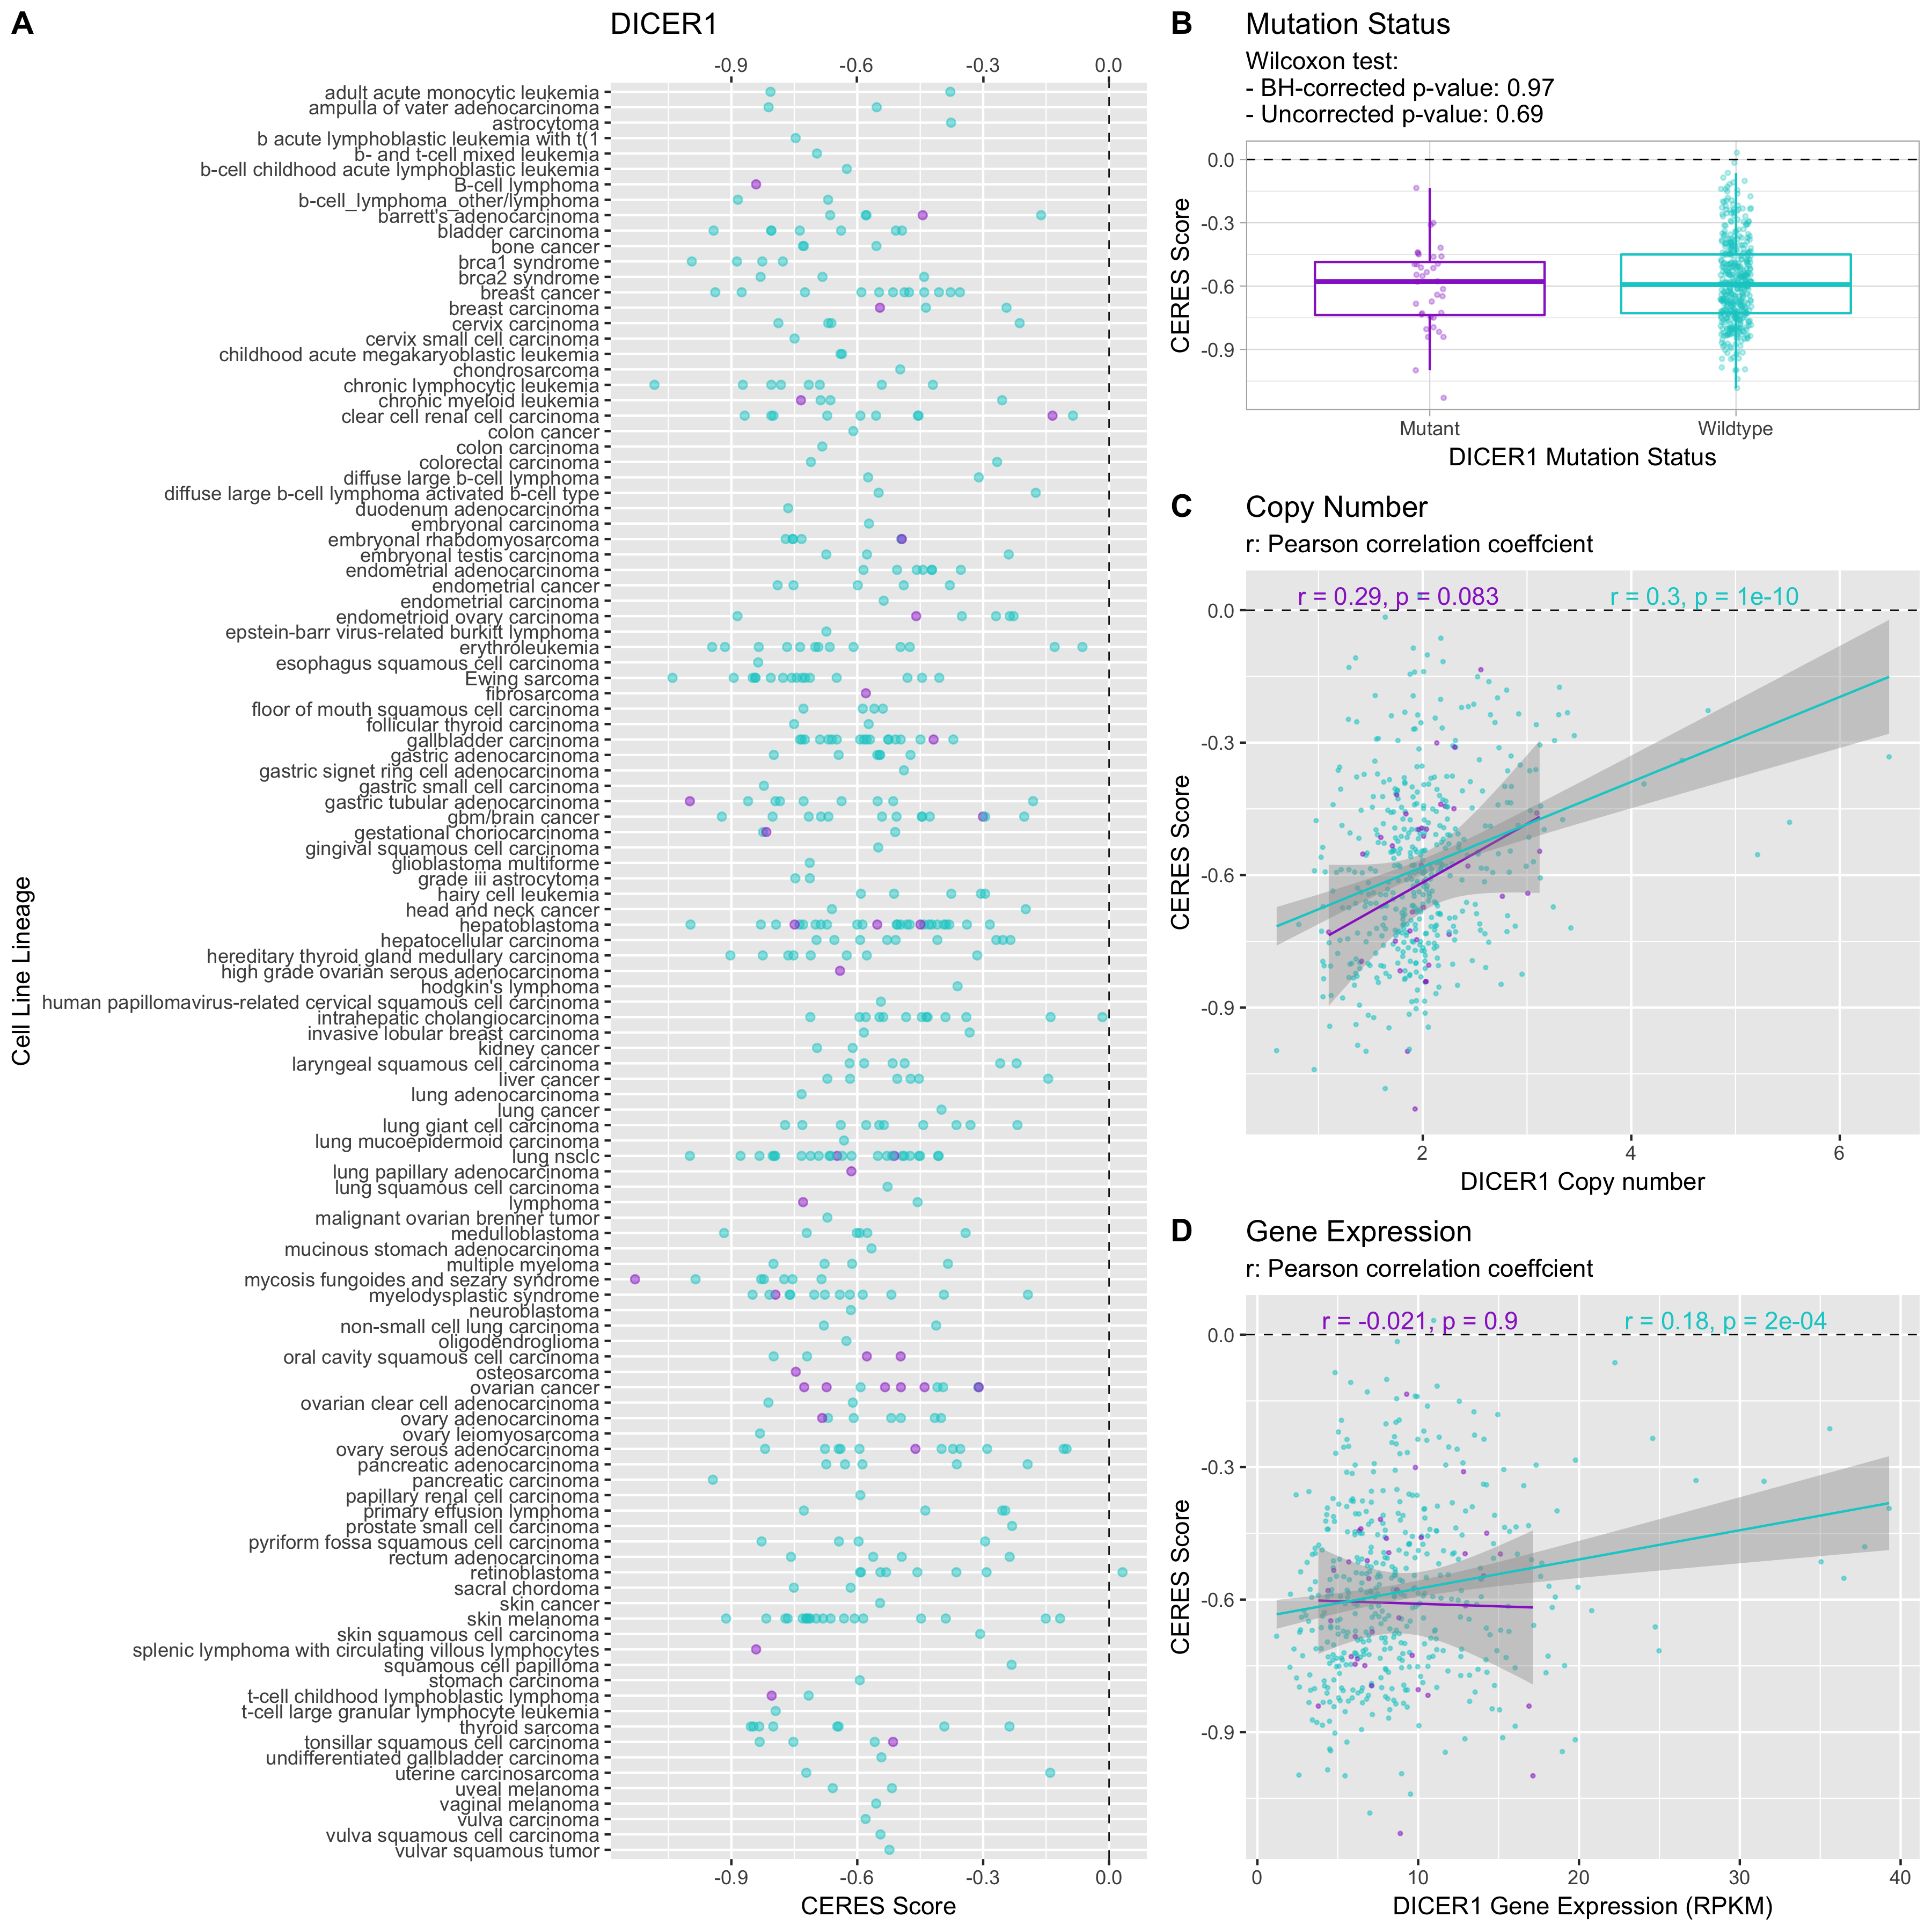 A
DICER1
-0.9 -0.6 -0.3 0.0
Cell Line Lineage
adult acute monocytic leukemia
ampulla of vater adenocarcinoma
astrocytoma
b acute lymphoblastic leukemia with t(1
b- and t-cell mixed leukemia
b-cell childhood acute lymphoblastic leukemia
B-cell lymphoma
b-cell_lymphoma_other/lymphoma
barrett's adenocarcinoma
bladder carcinoma
bone cancer
brca1 syndrome
brca2 syndrome
breast cancer
breast carcinoma
cervix carcinoma
cervix small cell carcinoma
childhood acute megakaryoblastic leukemia
chondrosarcoma
chronic lymphocytic leukemia
chronic myeloid leukemia
clear cell renal cell carcinoma
colon cancer
colon carcinoma
colorectal carcinoma
diffuse large b-cell lymphoma
diffuse large b-cell lymphoma activated b-cell type
duodenum adenocarcinoma
embryonal carcinoma
embryonal rhabdomyosarcoma
embryonal testis carcinoma
endometrial adenocarcinoma
endometrial cancer
endometrial carcinoma
endometrioid ovary carcinoma
epstein-barr virus-related burkitt lymphoma
erythroleukemia
esophagus squamous cell carcinoma
Ewing sarcoma
fibrosarcoma
floor of mouth squamous cell carcinoma
follicular thyroid carcinoma
gallbladder carcinoma
gastric adenocarcinoma
gastric signet ring cell adenocarcinoma
gastric small cell carcinoma
gastric tubular adenocarcinoma
gbm/brain cancer
gestational choriocarcinoma
gingival squamous cell carcinoma
glioblastoma multiforme
grade iii astrocytoma
hairy cell leukemia
head and neck cancer
hepatoblastoma
hepatocellular carcinoma
hereditary thyroid gland medullary carcinoma
high grade ovarian serous adenocarcinoma
hodgkin's lymphoma
human papillomavirus-related cervical squamous cell carcinoma
intrahepatic cholangiocarcinoma
invasive lobular breast carcinoma
kidney cancer
laryngeal squamous cell carcinoma
liver cancer
lung adenocarcinoma
lung cancer
lung giant cell carcinoma
lung mucoepidermoid carcinoma
lung nsclc
lung papillary adenocarcinoma
lung squamous cell carcinoma
lymphoma
malignant ovarian brenner tumor
medulloblastoma
mucinous stomach adenocarcinoma
multiple myeloma
mycosis fungoides and sezary syndrome
myelodysplastic syndrome
neuroblastoma
non-small cell lung carcinoma
oligodendroglioma
oral cavity squamous cell carcinoma
osteosarcoma
ovarian cancer
ovarian clear cell adenocarcinoma
ovary adenocarcinoma
ovary leiomyosarcoma
ovary serous adenocarcinoma
pancreatic adenocarcinoma
pancreatic carcinoma
papillary renal cell carcinoma
primary effusion lymphoma
prostate small cell carcinoma
pyriform fossa squamous cell carcinoma
rectum adenocarcinoma
retinoblastoma
sacral chordoma
skin cancer
skin melanoma
skin squamous cell carcinoma
splenic lymphoma with circulating villous lymphocytes
squamous cell papilloma
stomach carcinoma
t-cell childhood lymphoblastic lymphoma
t-cell large granular lymphocyte leukemia
thyroid sarcoma
tonsillar squamous cell carcinoma
undifferentiated gallbladder carcinoma
uterine carcinosarcoma
uveal melanoma
vaginal melanoma
vulva carcinoma
vulva squamous cell carcinoma
vulvar squamous tumor
-0.9 -0.6 -0.3 0.0
CERES Score
B
Mutation Status
Wilcoxon test:
- BH-corrected p-value: 0.97
- Uncorrected p-value: 0.69
CERES Score
0.0
-0.3
-0.6
-0.9
Mutant Wildtype
DICER1 Mutation Status
C
Copy Number
r: Pearson correlation coeffcient
r = 0.29, p = 0.083 r = 0.3, p = 1e-10
CERES Score
0.0
-0.3
-0.6
-0.9
2 4 6
DICER1 Copy number
D
Gene Expression
r: Pearson correlation coeffcient
r = -0.021, p = 0.9 r = 0.18, p = 2e-04
CERES Score
0.0
-0.3
-0.6
-0.9
0 10 20 30 40
DICER1 Gene Expression (RPKM)